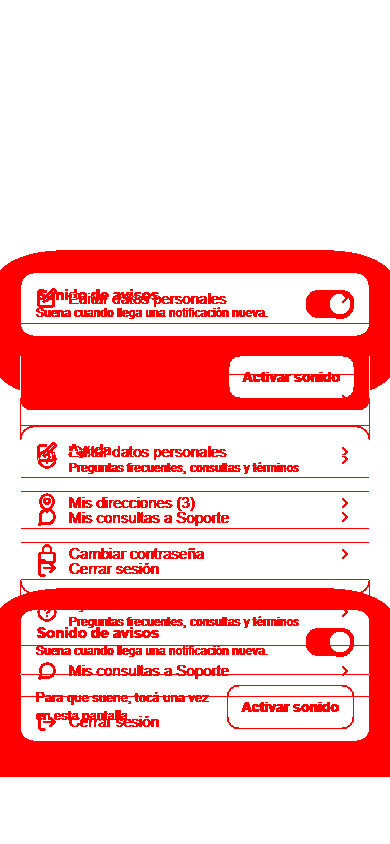 Sonido de avisos
Editar datos personales
Suena cuando llega una notificación nueva.
Activar sonido
Ayuda
Editar datos personales
Preguntas frecuentes, consultas y términos
Mis direcciones (3)
Mis consultas a Soporte
Cambiar contraseña
Cerrar sesión
Preguntas frecuentes, consultas y términos
Sonido de avisos
Suena cuando llega una notificación nueva.
Mis consultas a Soporte
Para que suene, tocá una vez
en esta pantalla.
Activar sonido
Cerrar sesión